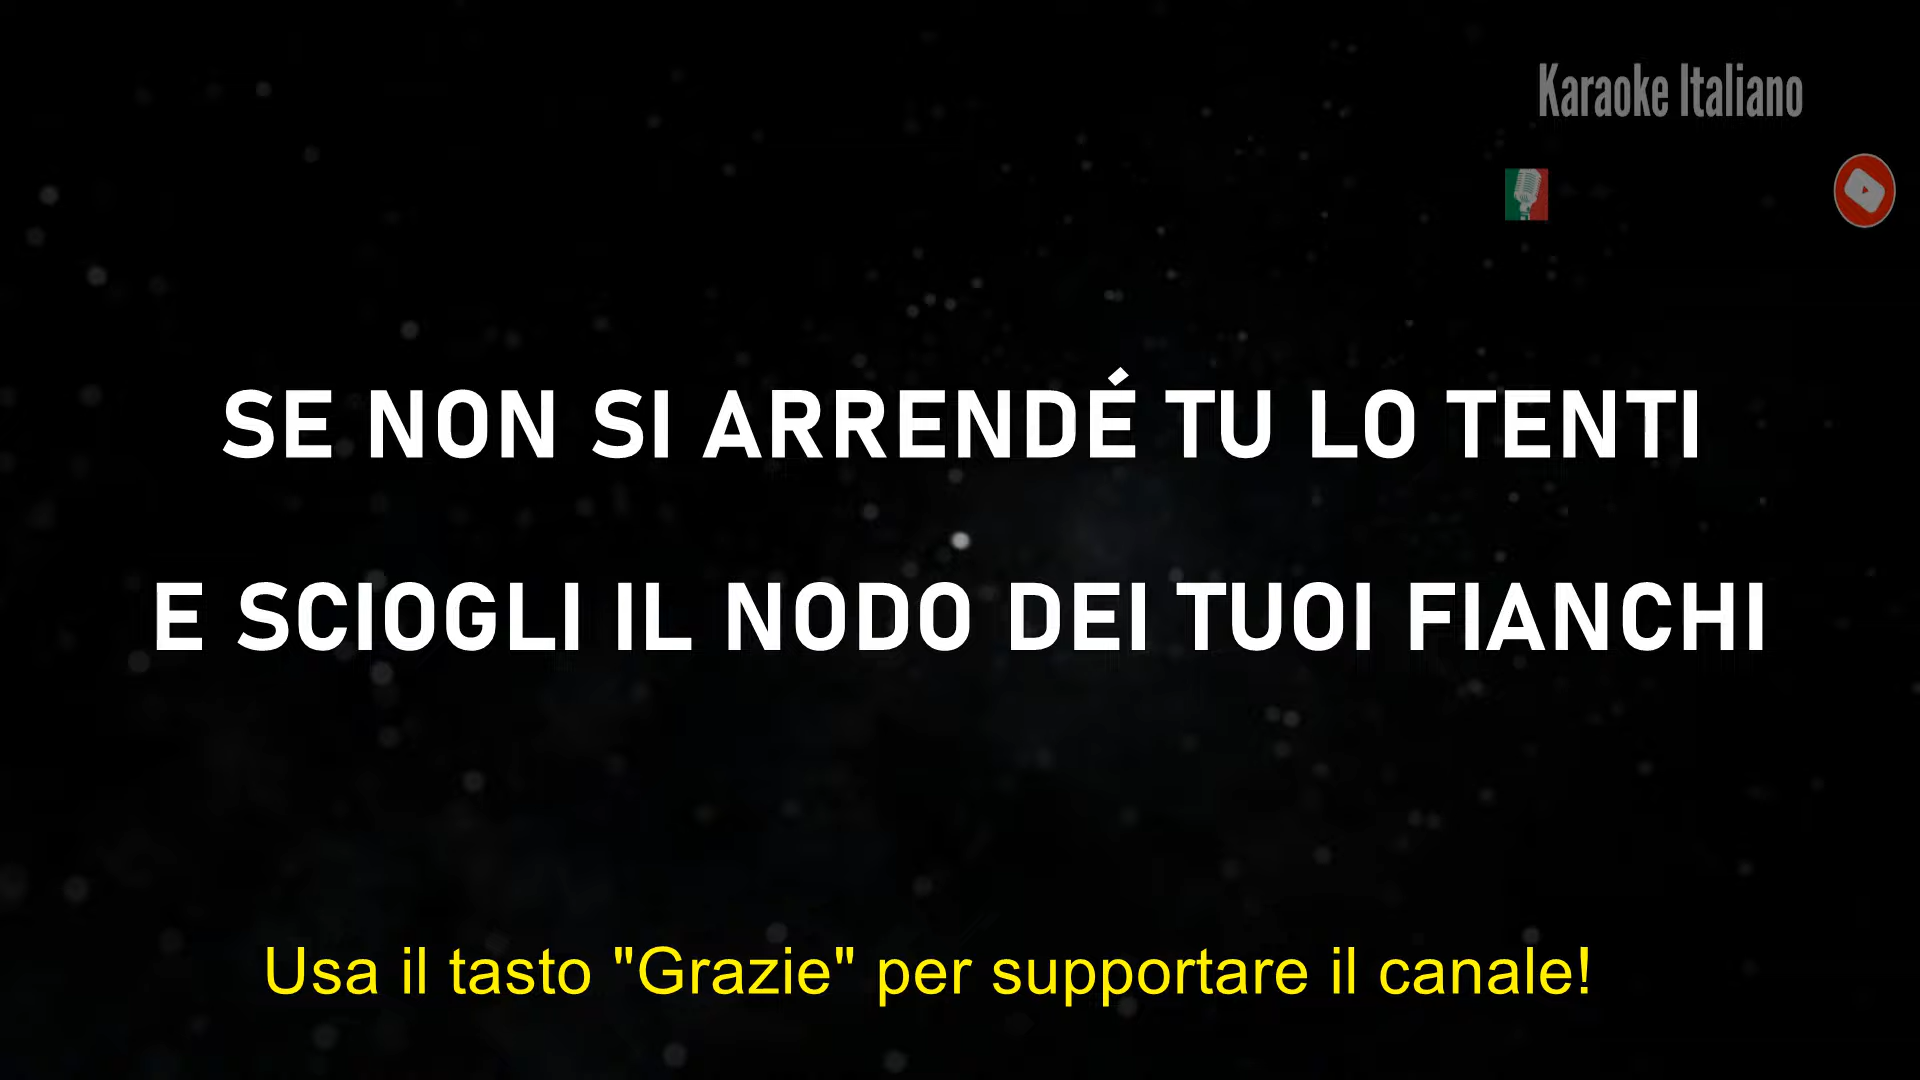 Karaoke Italiano
SE NON SI ARRENDÉ TU LO TENTI
E SCIOGLI IL NODO DEI TUOI FIANCHI
Usa il tasto "Grazie" per supportare il canale!